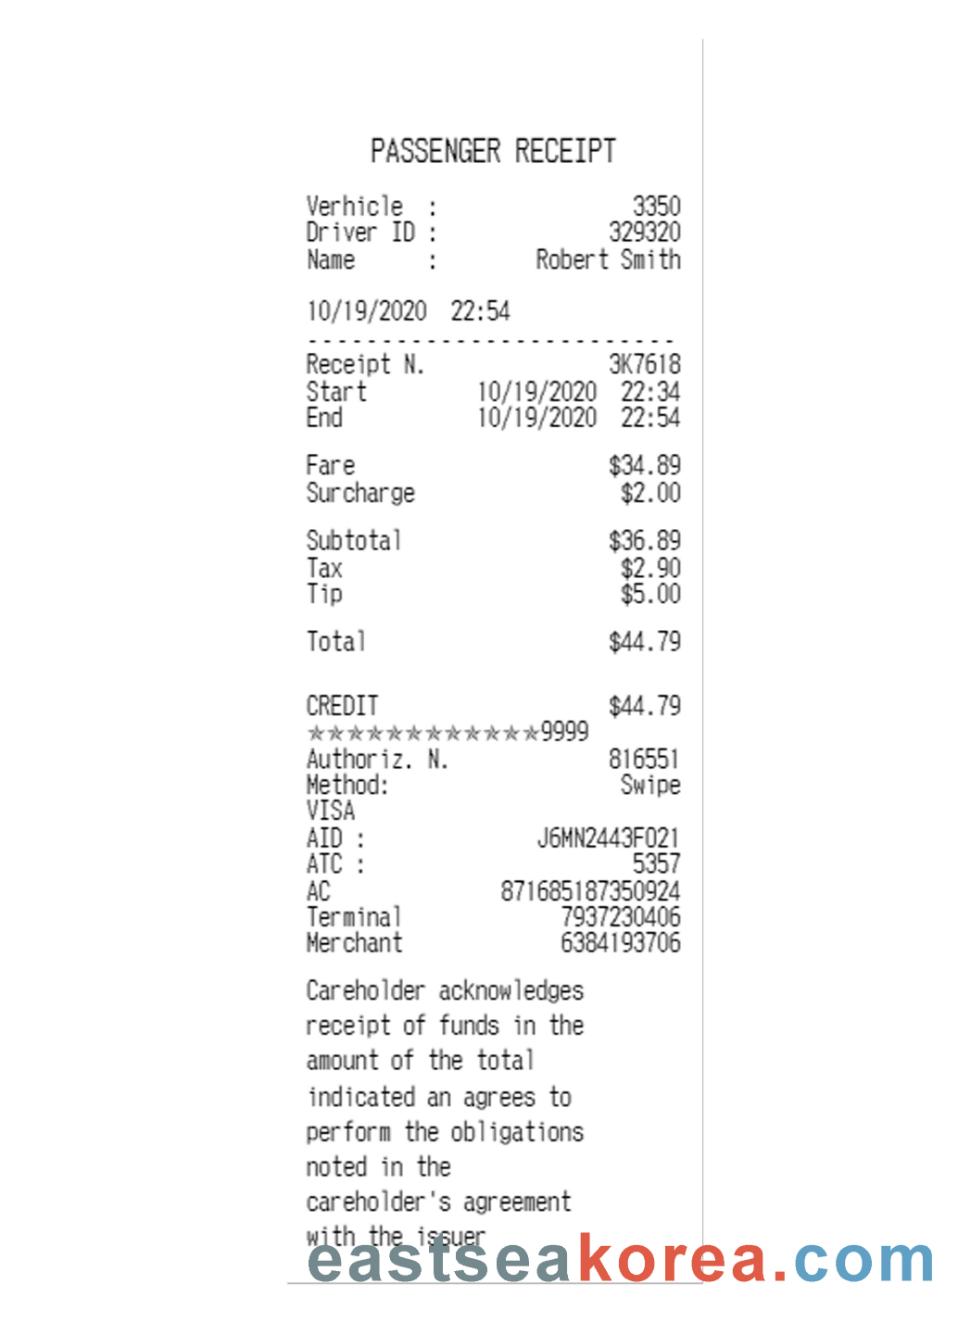 PASSENGER RECEIPT
Verhicle : 3350
Driver ID : 329320
Name : Robert Smith
10/19/2020 22:54
- - - - - - - - - - - - - - - - - - - - - - - -
Receipt N. 3K7618
Start 10/19/2020 22:34
End 10/19/2020 22:54
Fare $34.89
Surcharge $2.00
Subtotal $36.89
Tax $2.90
Tip $5.00
Total $44.79
CREDIT $44.79
************9999
Authoriz. N. 816551
Method: Swipe
VISA
AID : J6MN2443F021
ATC : 5357
AC 871685187350924
Terminal 7937230406
Merchant 6384193706
Careholder acknowledges
receipt of funds in the
amount of the total
indicated an agrees to
perform the obligations
noted in the
careholder's agreement
with the issuer
eastseakorea.com